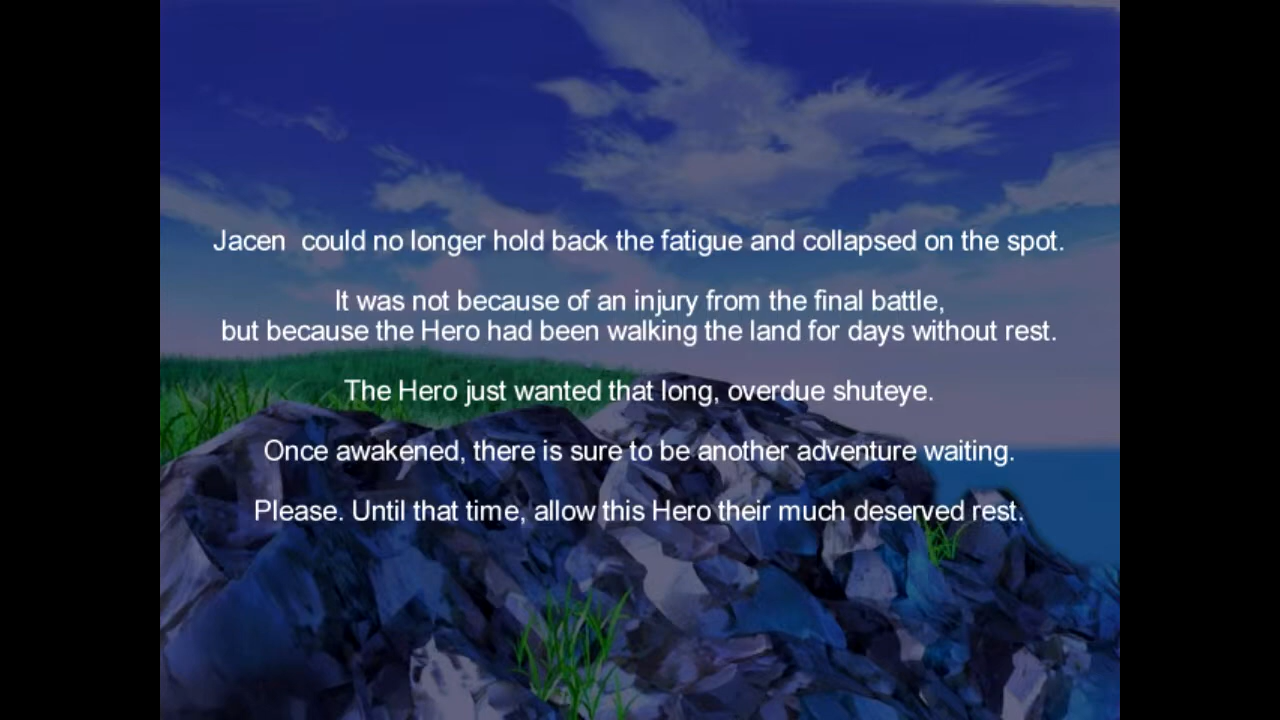 Jacen  could no longer hold back the fatigue and collapsed on the spot.
It was not because of an injury from the final battle,
but because the Hero had been walking the land for days without rest.
The Hero just wanted that long, overdue shuteye.
Once awakened, there is sure to be another adventure waiting.
Please. Until that time, allow this Hero their much deserved rest.